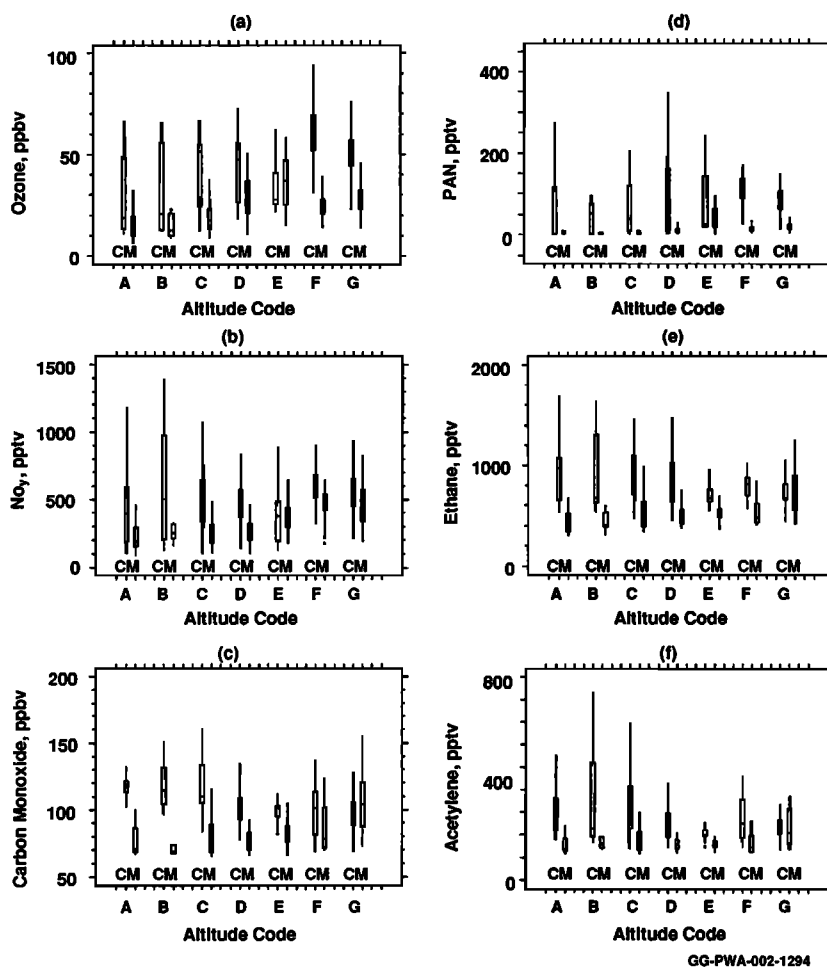 (a)
Ozone, ppbv
100
50
0
CM CM CM CM CM CM CM
A B C D E F G
Altitude Code
(b)
Noy, pptv
1500
1000
500
0
CM CM CM CM CM CM CM
A B C D E F G
Altitude Code
(c)
Carbon Monoxide, ppbv
200
150
100
50
CM CM CM CM CM CM CM
A B C D E F G
Altitude Code
(d)
PAN, pptv
400
200
0
CM CM CM CM CM CM CM
A B C D E F G
Altitude Code
(e)
Ethane, pptv
2000
1000
0
CM CM CM CM CM CM CM
A B C D E F G
Altitude Code
(f)
Acetylene, pptv
800
400
0
CM CM CM CM CM CM CM
A B C D E F G
Altitude Code
GG-PWA-002-1294